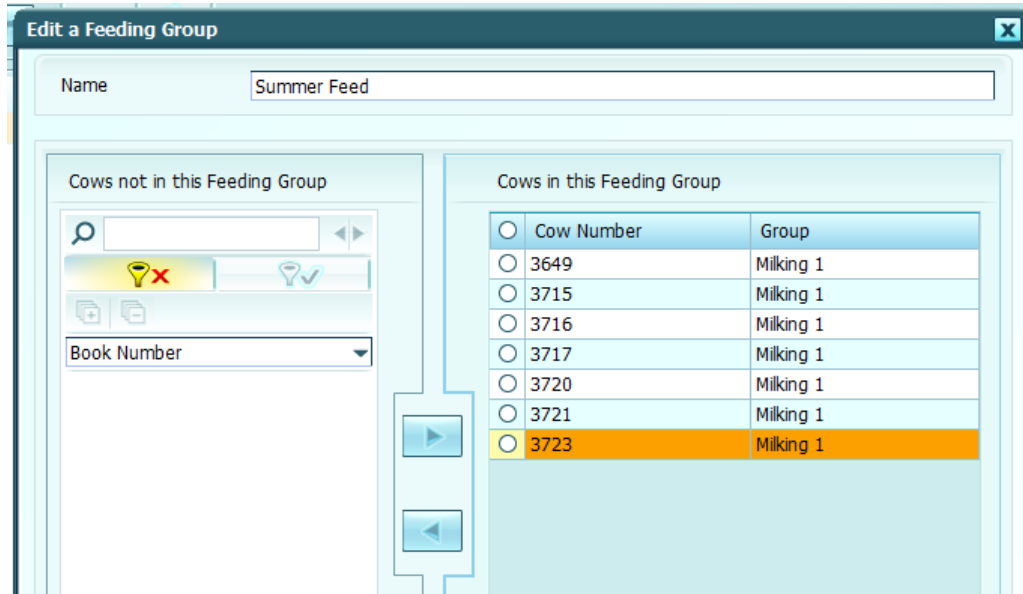 Edit a Feeding Group
Name Summer Feed
Cows not in this Feeding Group
Book Number
Cows in this Feeding Group
Cow Number Group
3649 Milking 1
3715 Milking 1
3716 Milking 1
3717 Milking 1
3720 Milking 1
3721 Milking 1
3723 Milking 1